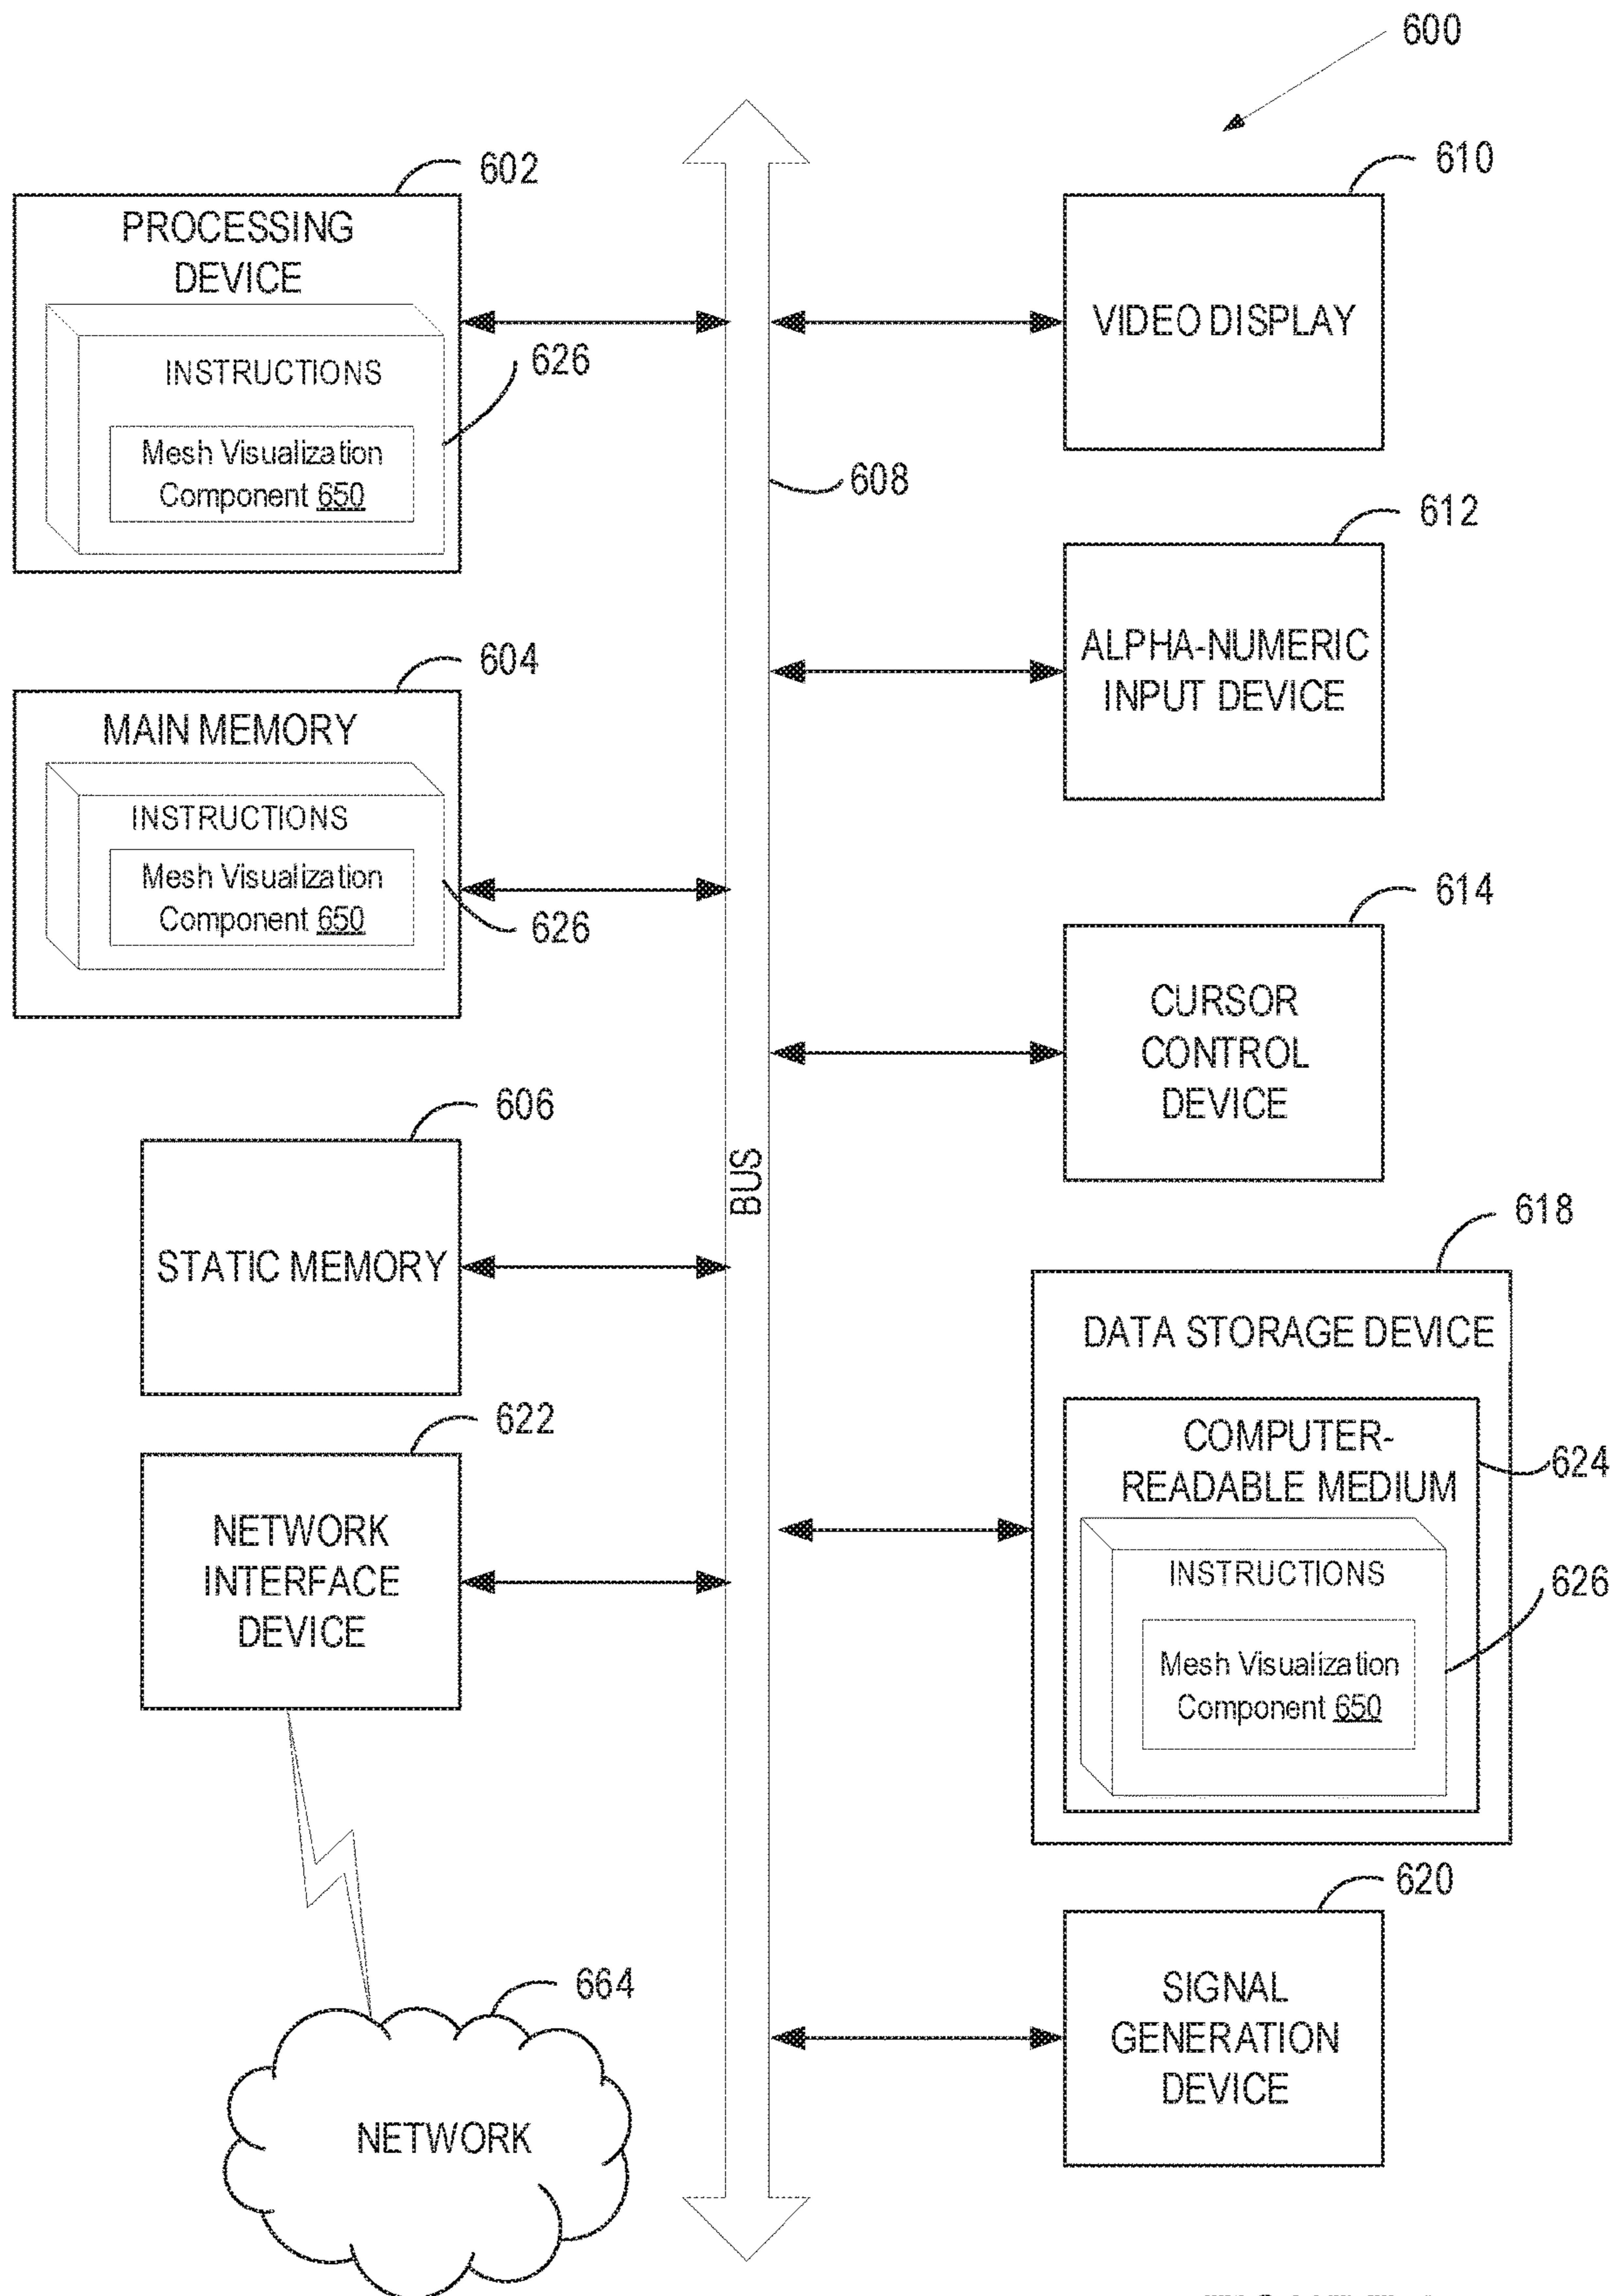 600
602
PROCESSING
DEVICE
INSTRUCTIONS
Mesh Visualization
Component 650
626
604
MAIN MEMORY
INSTRUCTIONS
Mesh Visualization
Component 650
626
606
STATIC MEMORY
622
NETWORK
INTERFACE
DEVICE
664
NETWORK
608
BUS
610
VIDEO DISPLAY
612
ALPHA-NUMERIC
INPUT DEVICE
614
CURSOR
CONTROL
DEVICE
618
DATA STORAGE DEVICE
COMPUTER-
READABLE MEDIUM
624
INSTRUCTIONS
626
Mesh Visualization
Component 650
620
SIGNAL
GENERATION
DEVICE